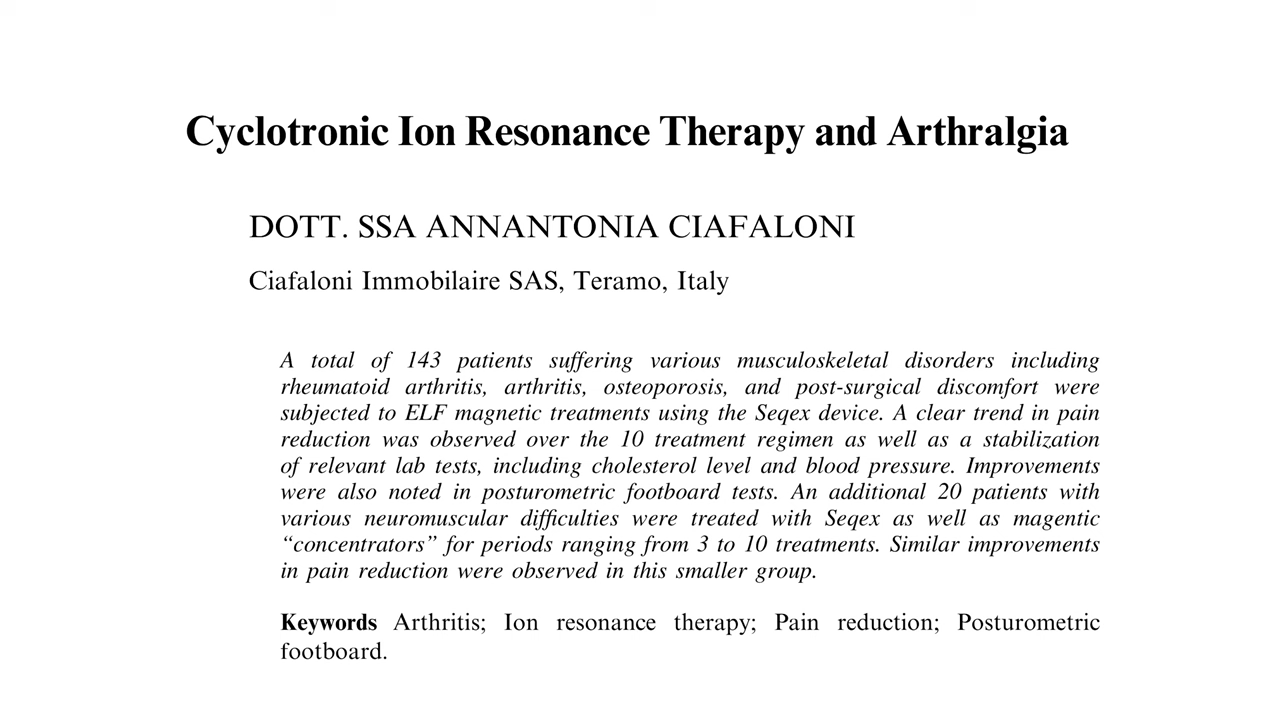 Cyclotronic Ion Resonance Therapy and Arthralgia
DOTT. SSA ANNANTONIA CIAFALONI
Ciafaloni Immobilaire SAS, Teramo, Italy
A total of 143 patients suffering various musculoskeletal disorders including
rheumatoid arthritis, arthritis, osteoporosis, and post-surgical discomfort were
subjected to ELF magnetic treatments using the Seqex device. A clear trend in pain
reduction was observed over the 10 treatment regimen as well as a stabilization
of relevant lab tests, including cholesterol level and blood pressure. Improvements
were also noted in posturometric footboard tests. An additional 20 patients with
various neuromuscular difficulties were treated with Seqex as well as magentic
“concentrators” for periods ranging from 3 to 10 treatments. Similar improvements
in pain reduction were observed in this smaller group.
Keywords Arthritis; Ion resonance therapy; Pain reduction; Posturometric
footboard.